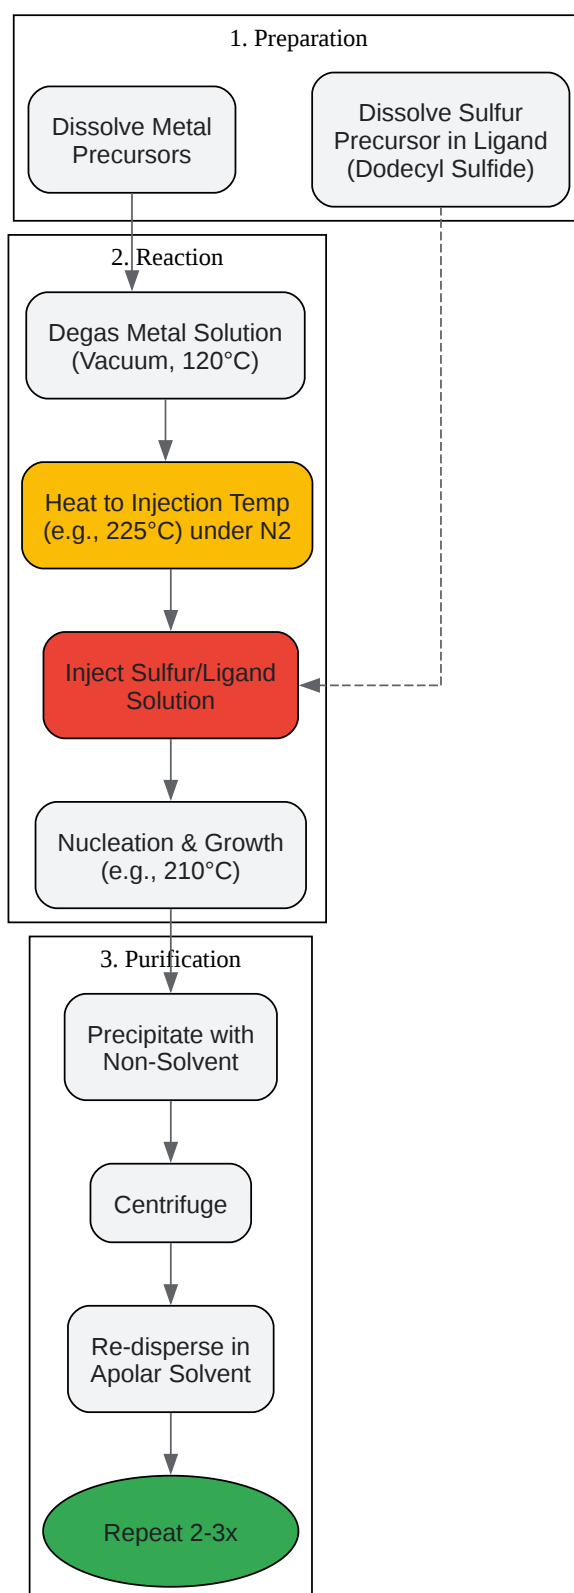 1. Preparation
Dissolve Metal
Precursors
Dissolve Sulfur
Precursor in Ligand
(Dodecyl Sulfide)
2. Reaction
Degas Metal Solution
(Vacuum, 120°C)
Heat to Injection Temp
(e.g., 225°C) under N2
Inject Sulfur/Ligand
Solution
Nucleation & Growth
(e.g., 210°C)
3. Purification
Precipitate with
Non-Solvent
Centrifuge
Re-disperse in
Apolar Solvent
Repeat 2-3x